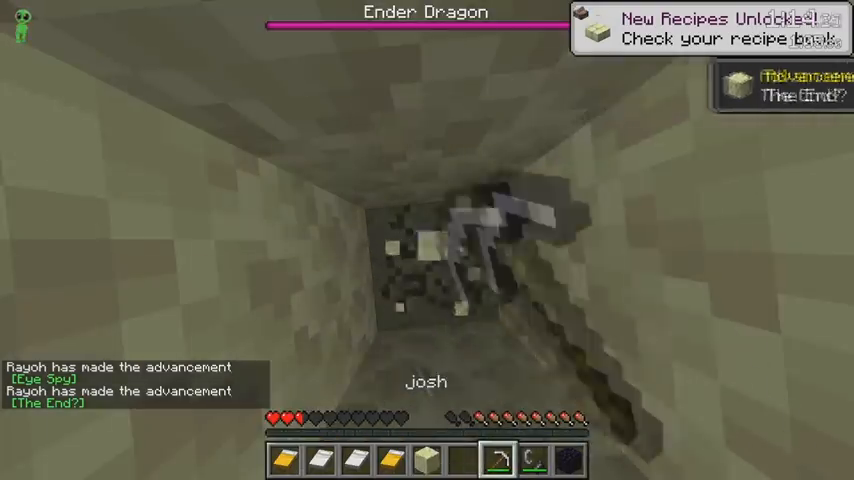 Ender Dragon
New Recipes Unlocked!
Check your recipe book
The End?
Rayoh has made the advancement
[Eye Spy]
Rayoh has made the advancement
[The End?]
josh